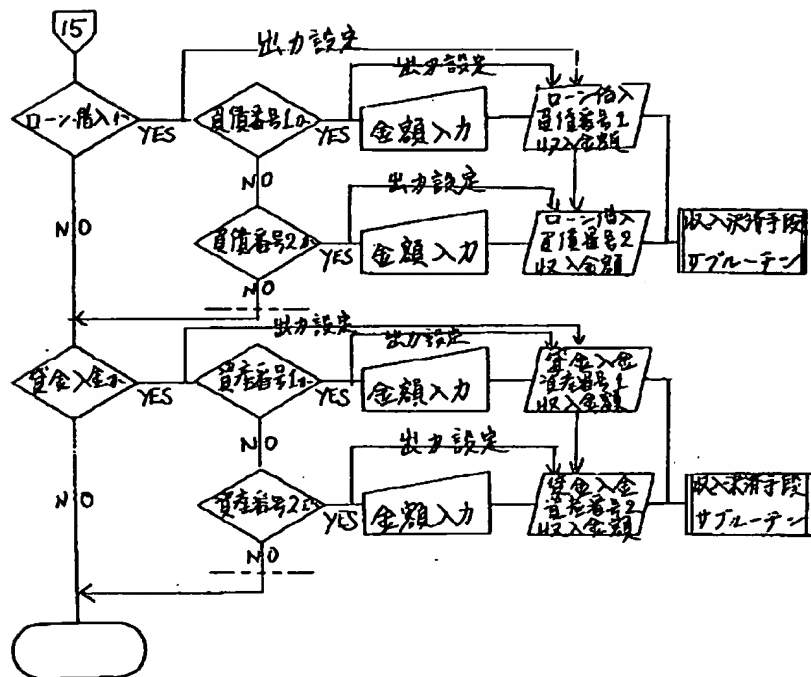 15
出力設定
出力設定
ローン借入か
YES
負債番号1か
YES
金額入力
ローン借入
負債番号1
収入金額
NO
NO
出力設定
負債番号2か
YES
金額入力
ローン借入
負債番号2
収入金額
収入決済手段
サブルーテン
NO
出力設定
出力設定
貸金入金か
YES
資産番号1か
YES
金額入力
貸金入金
資産番号1
収入金額
NO
NO
出力設定
資産番号2か
YES
金額入力
貸金入金
資産番号2
収入金額
収入決済手段
サブルーテン
NO